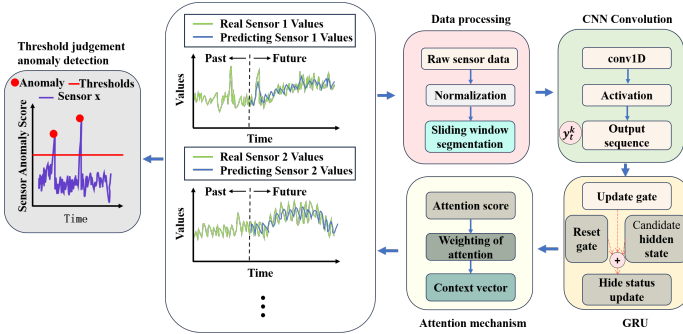 Threshold judgement
anomaly detection
Anomaly
Thresholds
Sensor x
Sensor Anomaly Score
Time
Real Sensor 1 Values
Predicting Sensor 1 Values
Past
Future
Values
Time
Real Sensor 2 Values
Predicting Sensor 2 Values
Past
Future
Values
Time
Data processing
Raw sensor data
Normalization
Sliding window
segmentation
CNN Convolution
conv1D
Activation
y_t^k
Output
sequence
Attention score
Weighting of
attention
Context vector
Attention mechanism
Update gate
Reset
gate
Candidate
hidden
state
+
Hide status
update
GRU